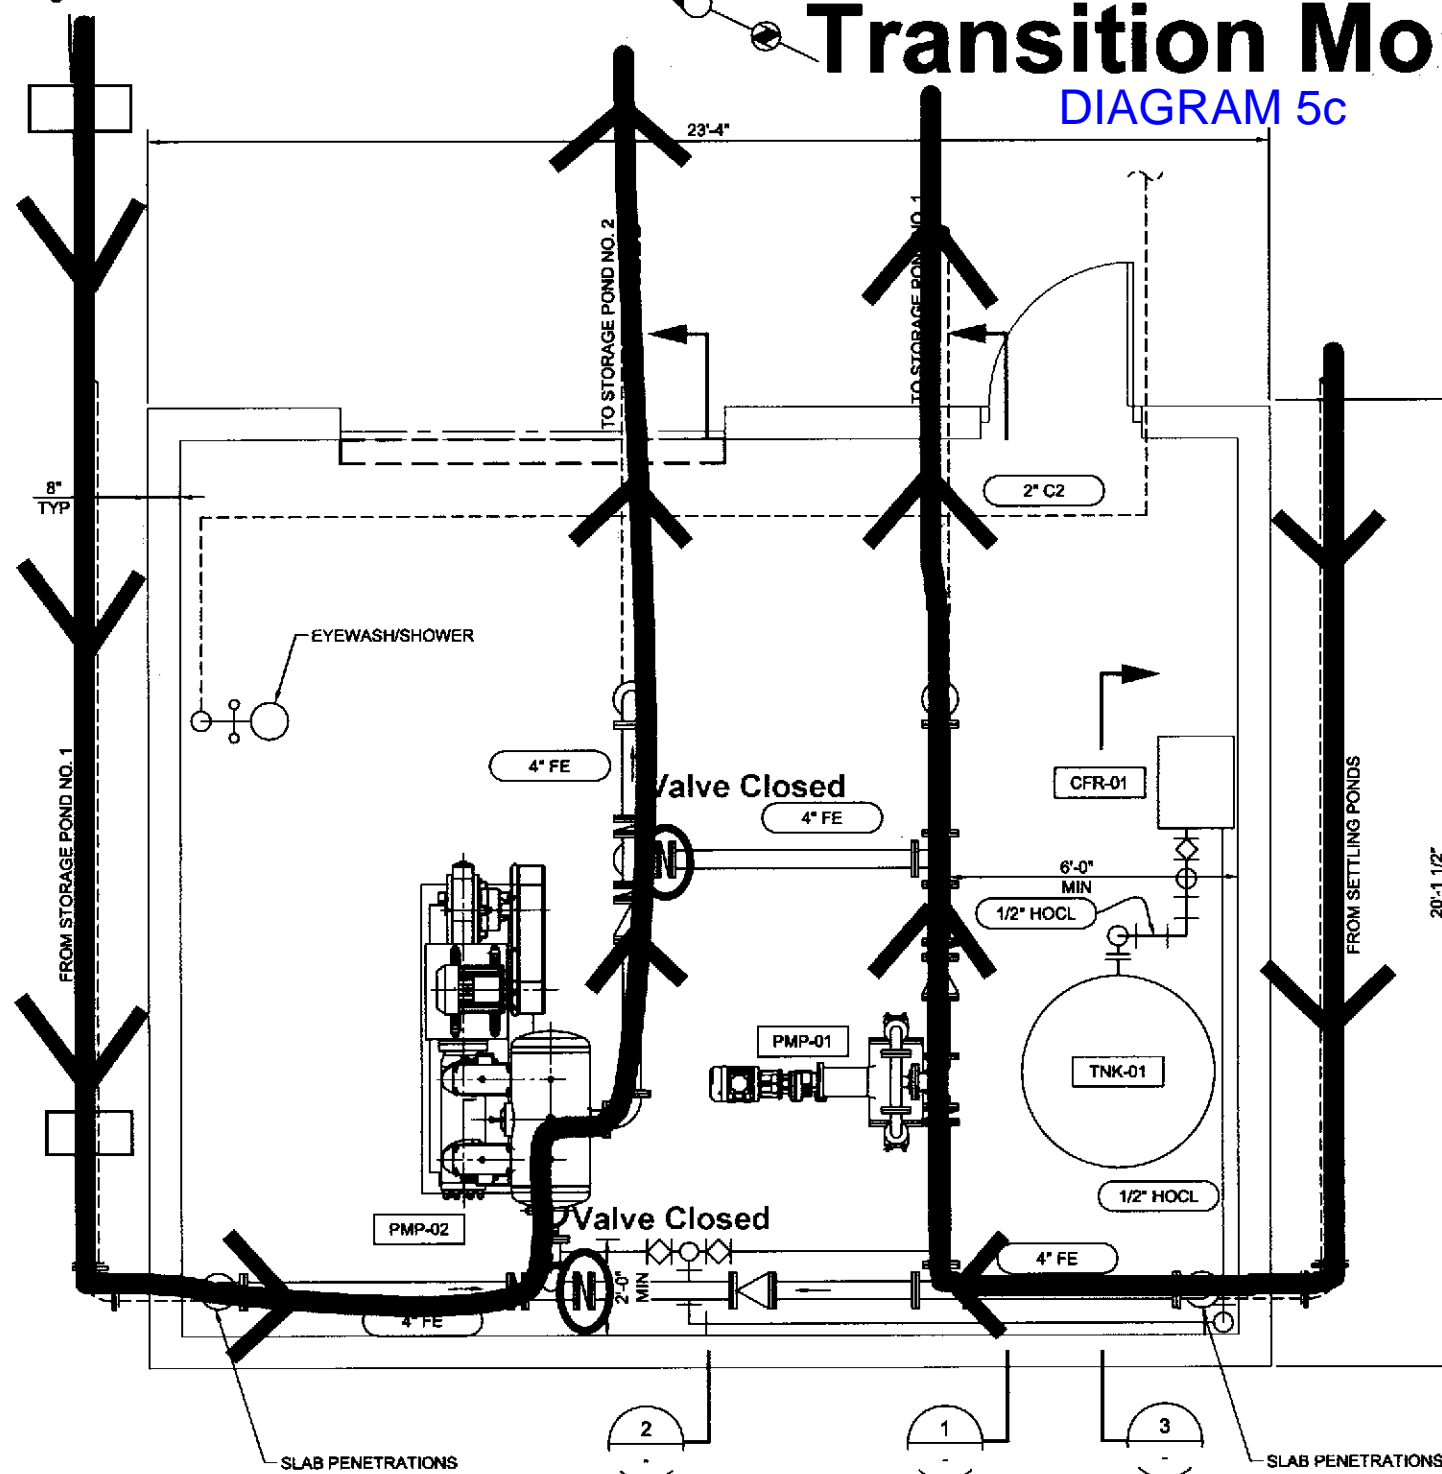 Transition Mo
DIAGRAM 5c
23'-4"
TO STORAGE POND NO. 2
TO STORAGE POND NO. 1
8"
TYP
2" C2
EYEWASH/SHOWER
FROM STORAGE POND NO. 1
4" FE
Valve Closed
4" FE
CFR-01
FROM SETTLING PONDS
6'-0"
MIN
20'-1 1/2"
1/2" HOCL
PMP-01
TNK-01
1/2" HOCL
PMP-02
Valve Closed
4" FE
2'-0"
MIN
N
N
4" FE
2
1
3
SLAB PENETRATIONS
SLAB PENETRATIONS